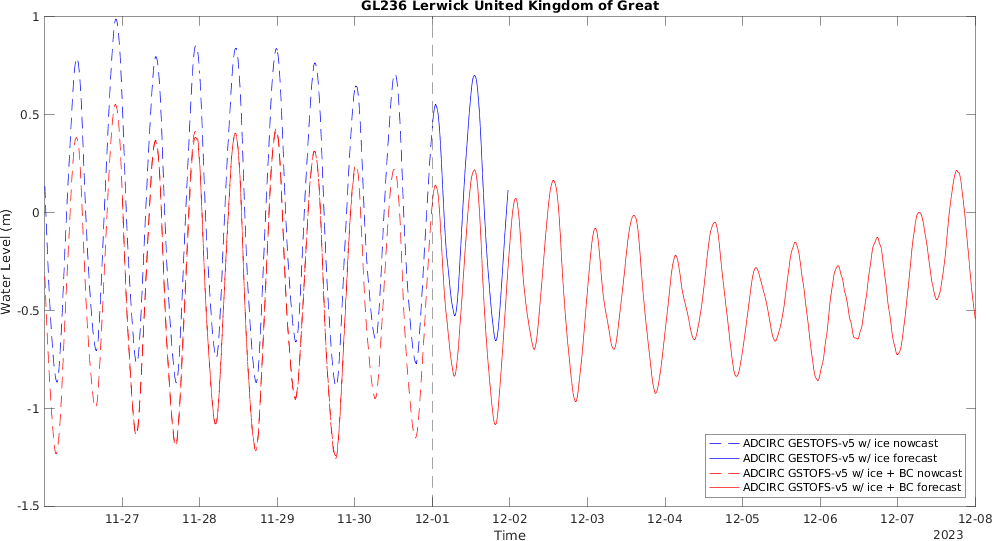 GL236 Lerwick United Kingdom of Great
1
0.5
0
-0.5
-1
-1.5
Water Level (m)
11-27 11-28 11-29 11-30 12-01 12-02 12-03 12-04 12-05 12-06 12-07 12-08
Time
2023
ADCIRC GESTOFS-v5 w/ ice nowcast
ADCIRC GESTOFS-v5 w/ ice forecast
ADCIRC GSTOFS-v5 w/ ice + BC nowcast
ADCIRC GSTOFS-v5 w/ ice + BC forecast